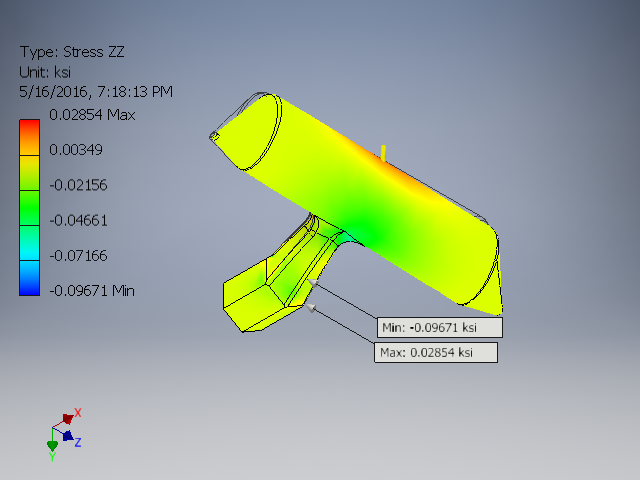 Type: Stress ZZ
Unit: ksi
5/16/2016, 7:18:13 PM
0.02854 Max
0.00349
-0.02156
-0.04661
-0.07166
-0.09671 Min
Min: -0.09671 ksi
Max: 0.02854 ksi
X
Z
Y